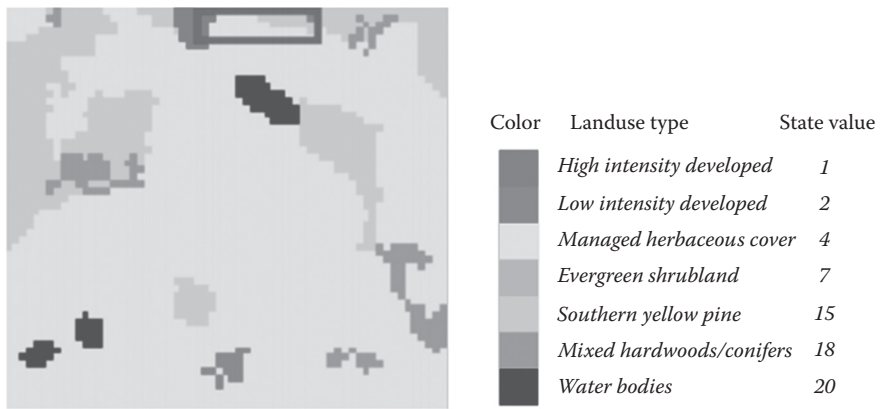 Color Landuse type State value
High intensity developed 1
Low intensity developed 2
Managed herbaceous cover 4
Evergreen shrubland 7
Southern yellow pine 15
Mixed hardwoods/conifers 18
Water bodies 20